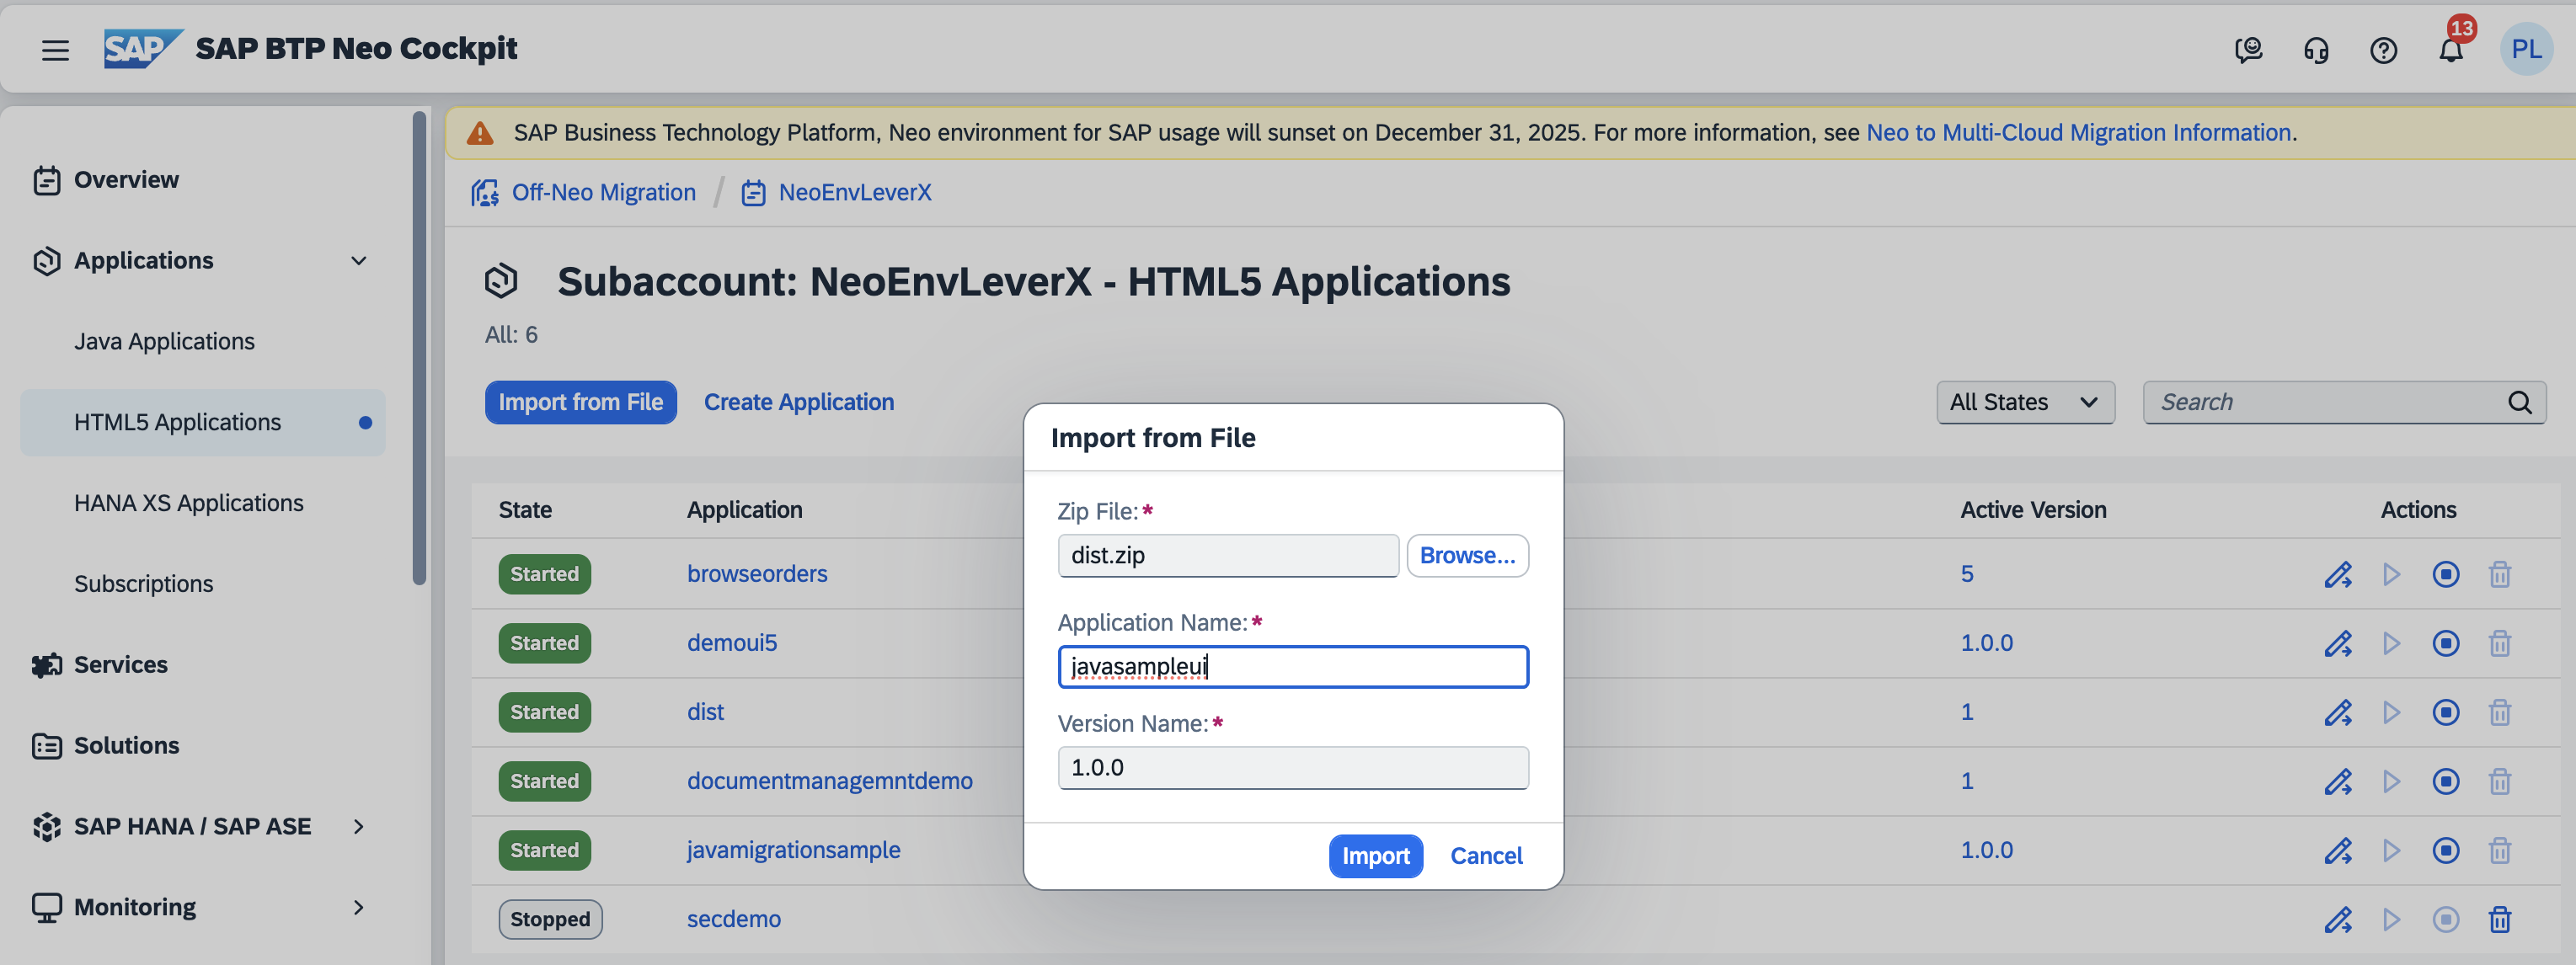 SAP SAP BTP Neo Cockpit
13
PL
SAP Business Technology Platform, Neo environment for SAP usage will sunset on December 31, 2025. For more information, see Neo to Multi-Cloud Migration Information.
Overview
Applications
Java Applications
HTML5 Applications
HANA XS Applications
Subscriptions
Services
Solutions
SAP HANA / SAP ASE
Monitoring
Off-Neo Migration / NeoEnvLeverX
Subaccount: NeoEnvLeverX - HTML5 Applications
All: 6
Import from File Create Application
All States Search
State Application Active Version Actions
Started browseorders 5
Started demoui5 1.0.0
Started dist 1
Started documentmanagemntdemo 1
Started javamigrationsample 1.0.0
Stopped secdemo
Import from File
Zip File:*
dist.zip Browse...
Application Name:*
javasampleui
Version Name:*
1.0.0
Import Cancel